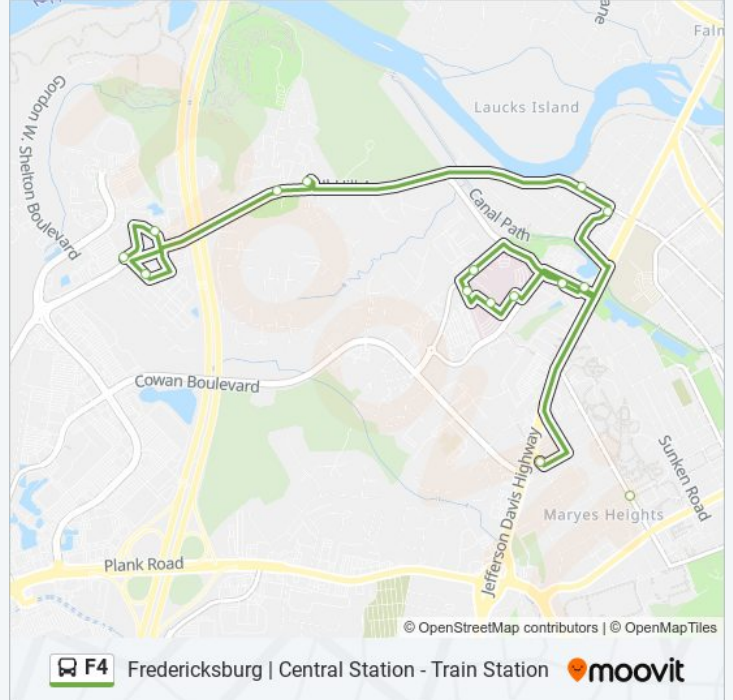 Falm
Gordon W. Shelton Boulevard
Laucks Island
Canal Path
Cowan Boulevard
Jefferson Davis Highway
Sunken Road
Maryes Heights
Plank Road
© OpenStreetMap contributors | © OpenMapTiles
F4 Fredericksburg | Central Station - Train Station
moovit